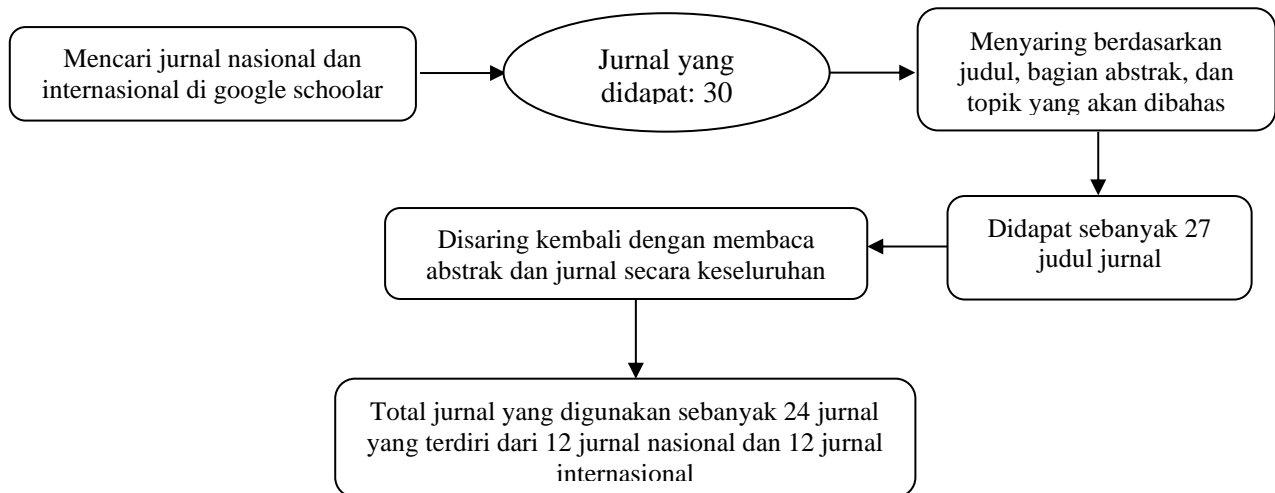 Mencari jurnal nasional dan
internasional di google schoolar
Jurnal yang
didapat: 30
Menyaring berdasarkan
judul, bagian abstrak, dan
topik yang akan dibahas
Didapat sebanyak 27
judul jurnal
Disaring kembali dengan membaca
abstrak dan jurnal secara keseluruhan
Total jurnal yang digunakan sebanyak 24 jurnal
yang terdiri dari 12 jurnal nasional dan 12 jurnal
internasional